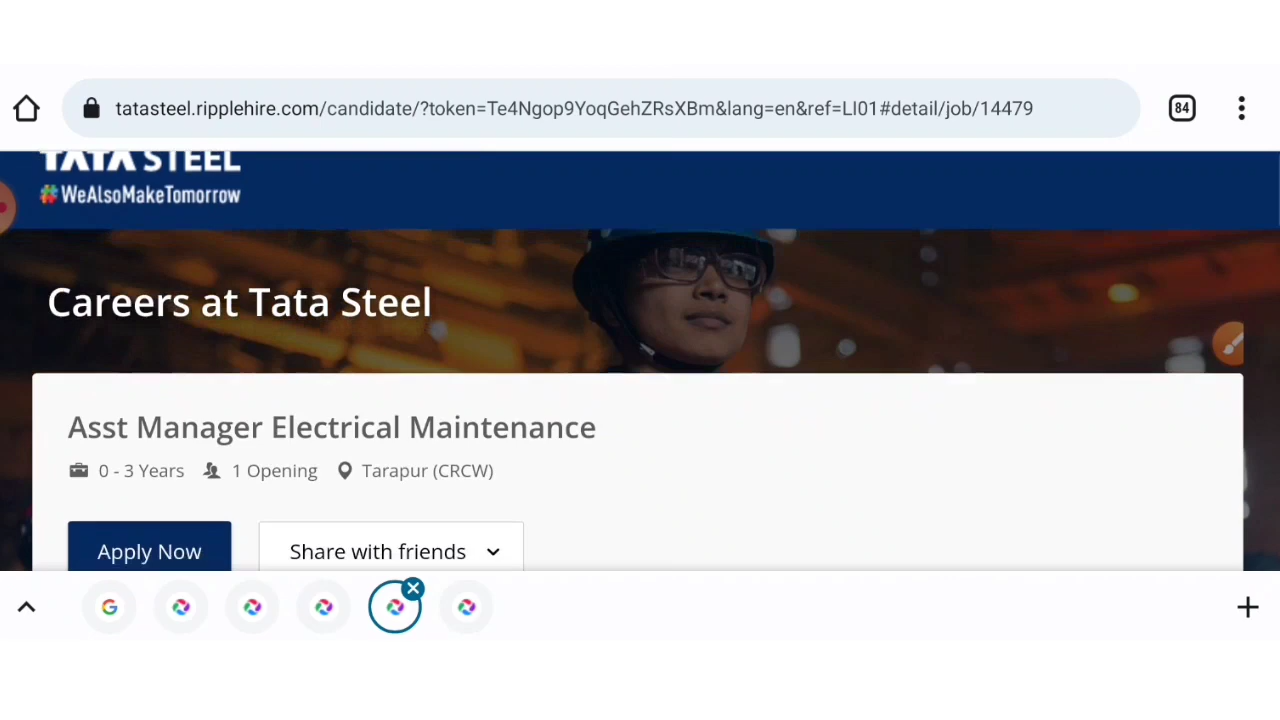 tatasteel.ripplehire.com/candidate/?token=Te4Ngop9YoqGehZRsXBm&lang=en&ref=LI01#detail/job/14479
84
TATA STEEL
#WeAlsoMakeTomorrow
Careers at Tata Steel
Asst Manager Electrical Maintenance
0 - 3 Years 1 Opening Tarapur (CRCW)
Apply Now Share with friends